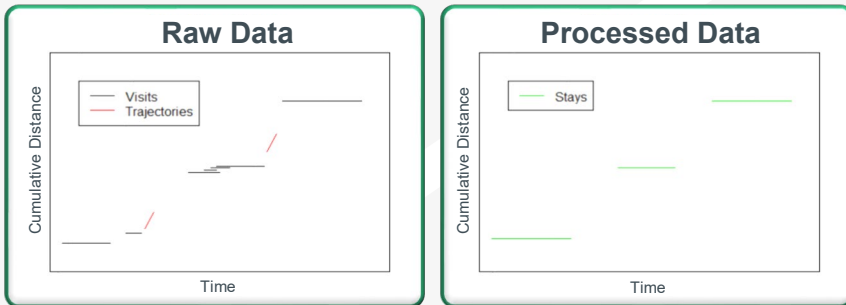 Raw Data
Visits
Trajectories
Cumulative Distance
Time
Processed Data
Stays
Cumulative Distance
Time